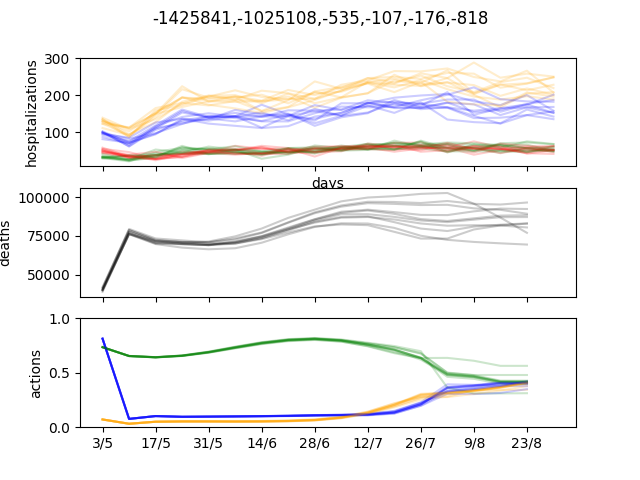 -1425841,-1025108,-535,-107,-176,-818
300
200
100
hospitalizations
days
100000
75000
50000
deaths
1.0
0.5
0.0
actions
3/5 17/5 31/5 14/6 28/6 12/7 26/7 9/8 23/8